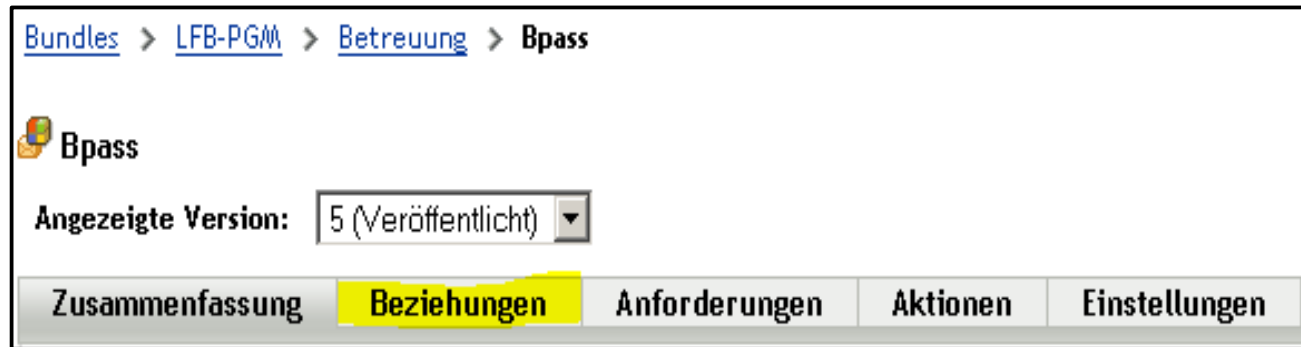 Bundles > LFB-PGM > Betreuung > Bpass
Bpass
Angezeigte Version: 5 (Veröffentlicht)
Zusammenfassung Beziehungen Anforderungen Aktionen Einstellungen